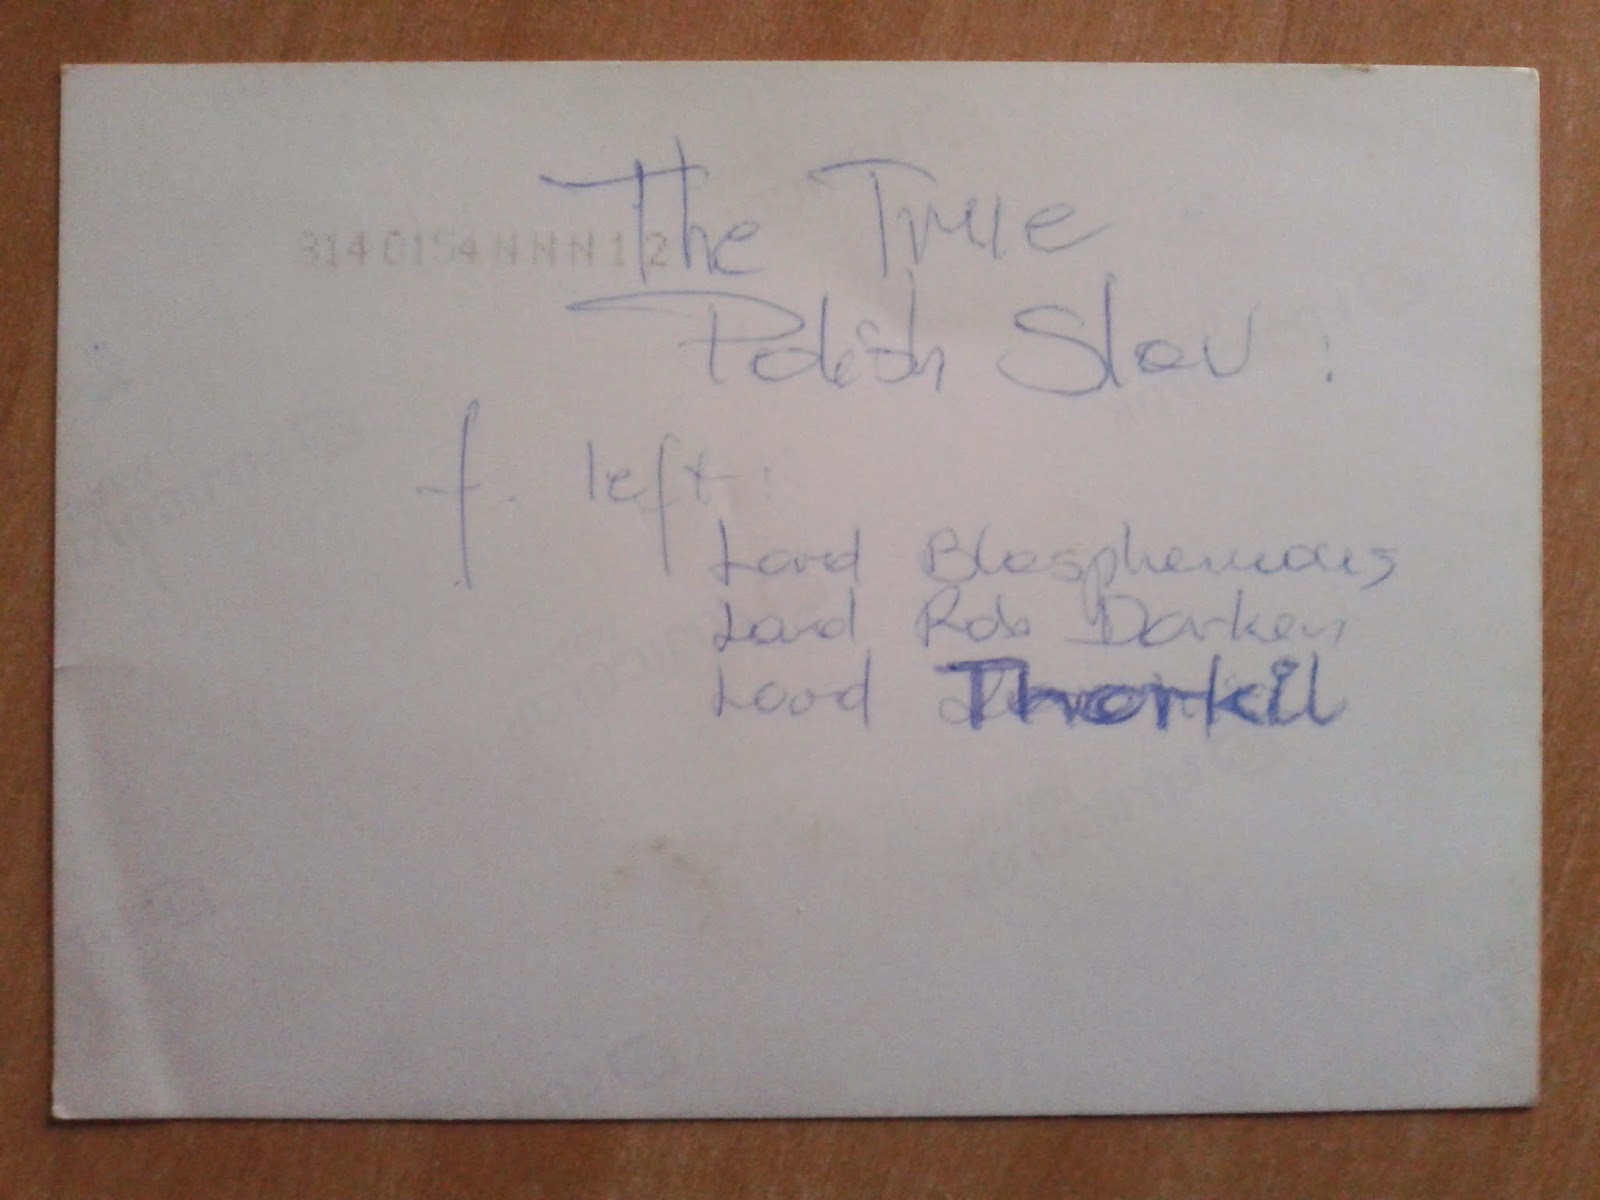 The True
314 0154 N N N 1 2
Polish Slav :
f. left :
Lord Blasphemous
Lord Rob Darken
Lord Thorkil